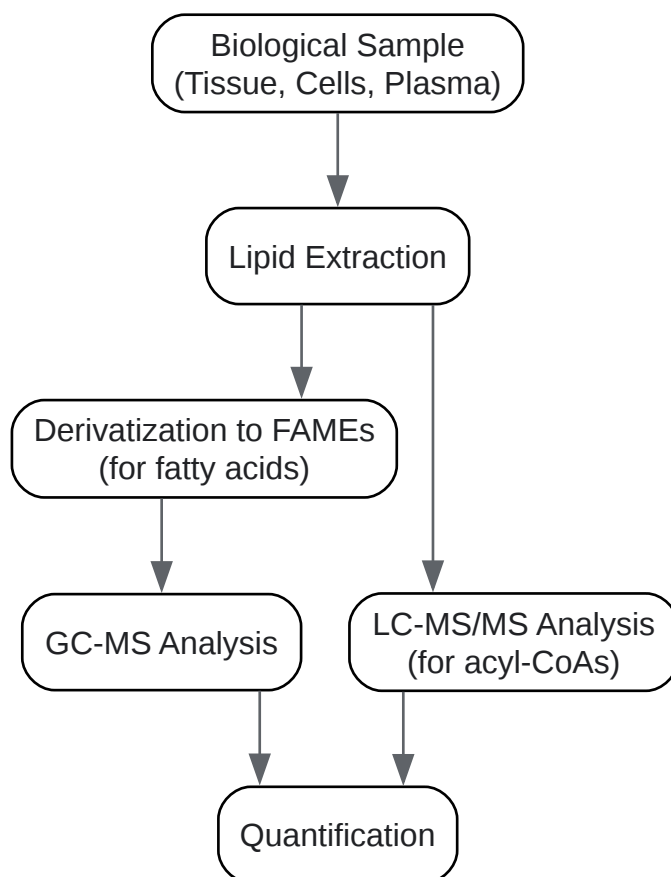 Biological Sample
(Tissue, Cells, Plasma)
Lipid Extraction
Derivatization to FAMEs
(for fatty acids)
GC-MS Analysis
LC-MS/MS Analysis
(for acyl-CoAs)
Quantification